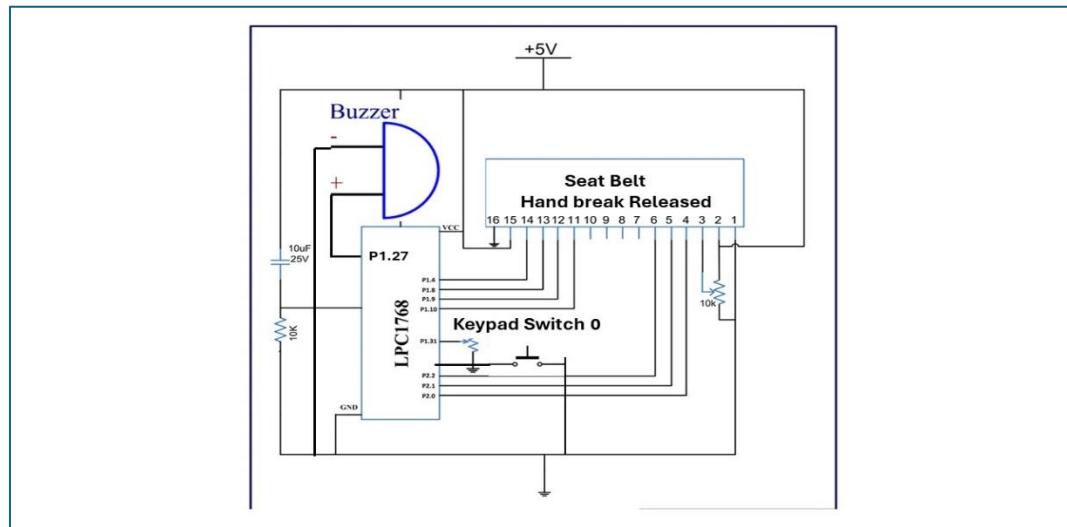 +5V
Buzzer
-
+
Seat Belt
Hand break Released
16 15 14 13 12 11 10 9 8 7 6 5 4 3 2 1
VCC
10uF
25V
P1.27
P1.4
P1.8
P1.9
P1.10
10k
10K
LPC1768
Keypad Switch 0
P1.31
P2.2
P2.1
P2.0
GND